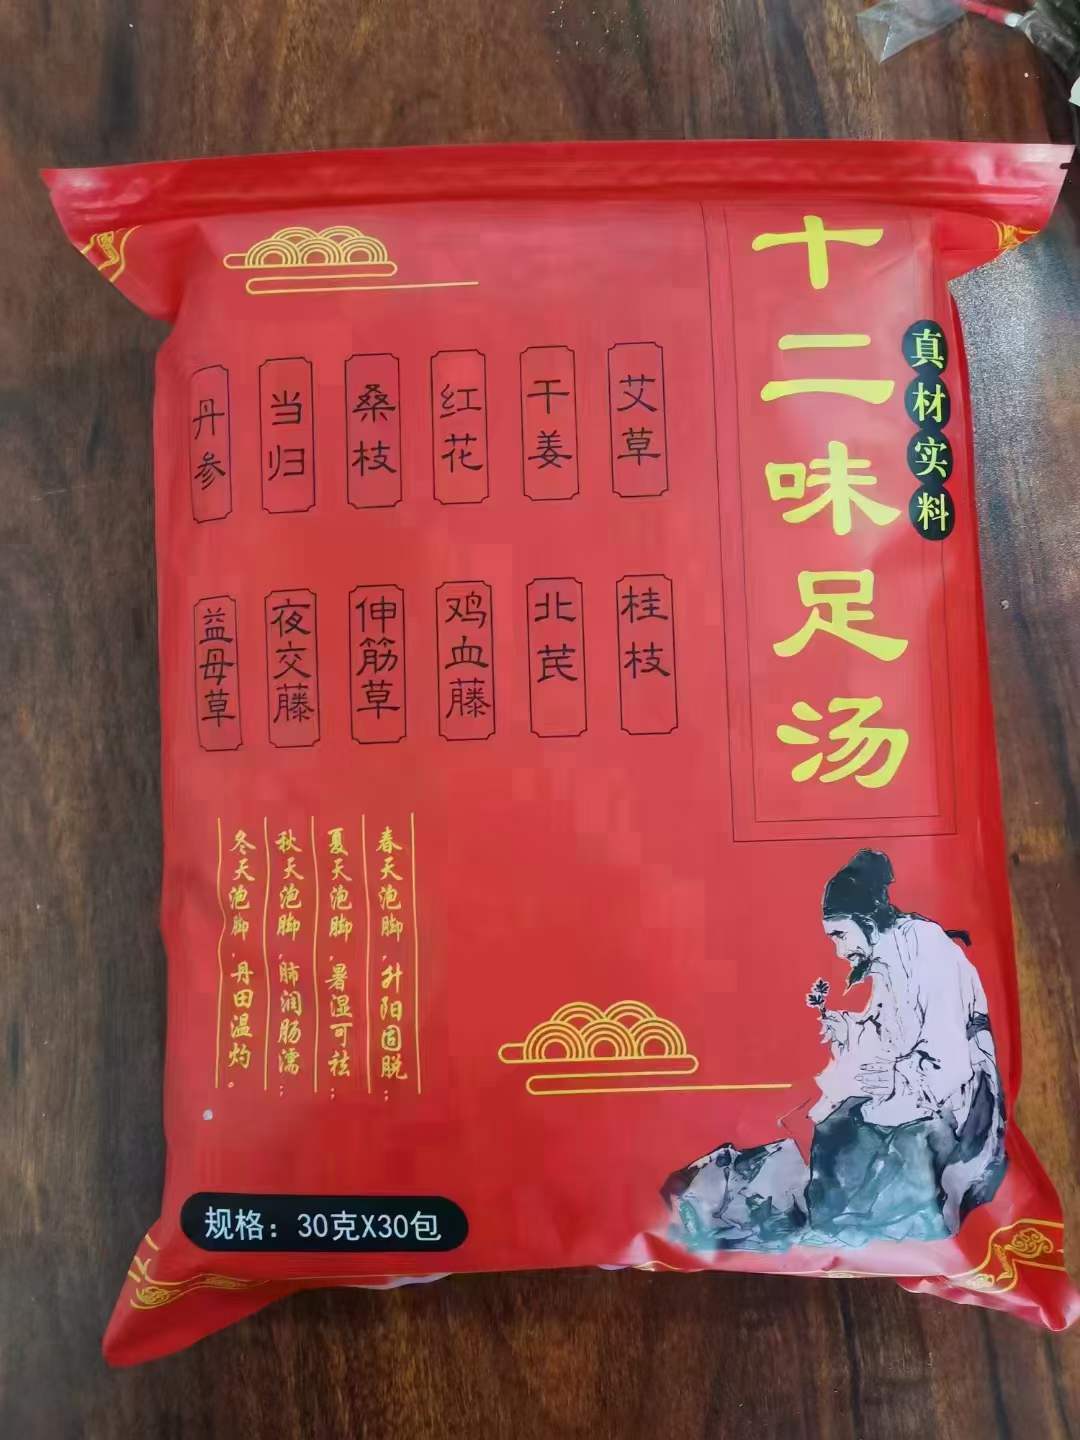 十二味足汤
真材实料
艾草
干姜
红花
桑枝
当归
丹参
桂枝
北芪
鸡血藤
伸筋草
夜交藤
益母草
春天泡脚，升阳固脱；
夏天泡脚，暑湿可祛；
秋天泡脚，肺润肠濡；
冬天泡脚，丹田温灼。
规格：30克X30包